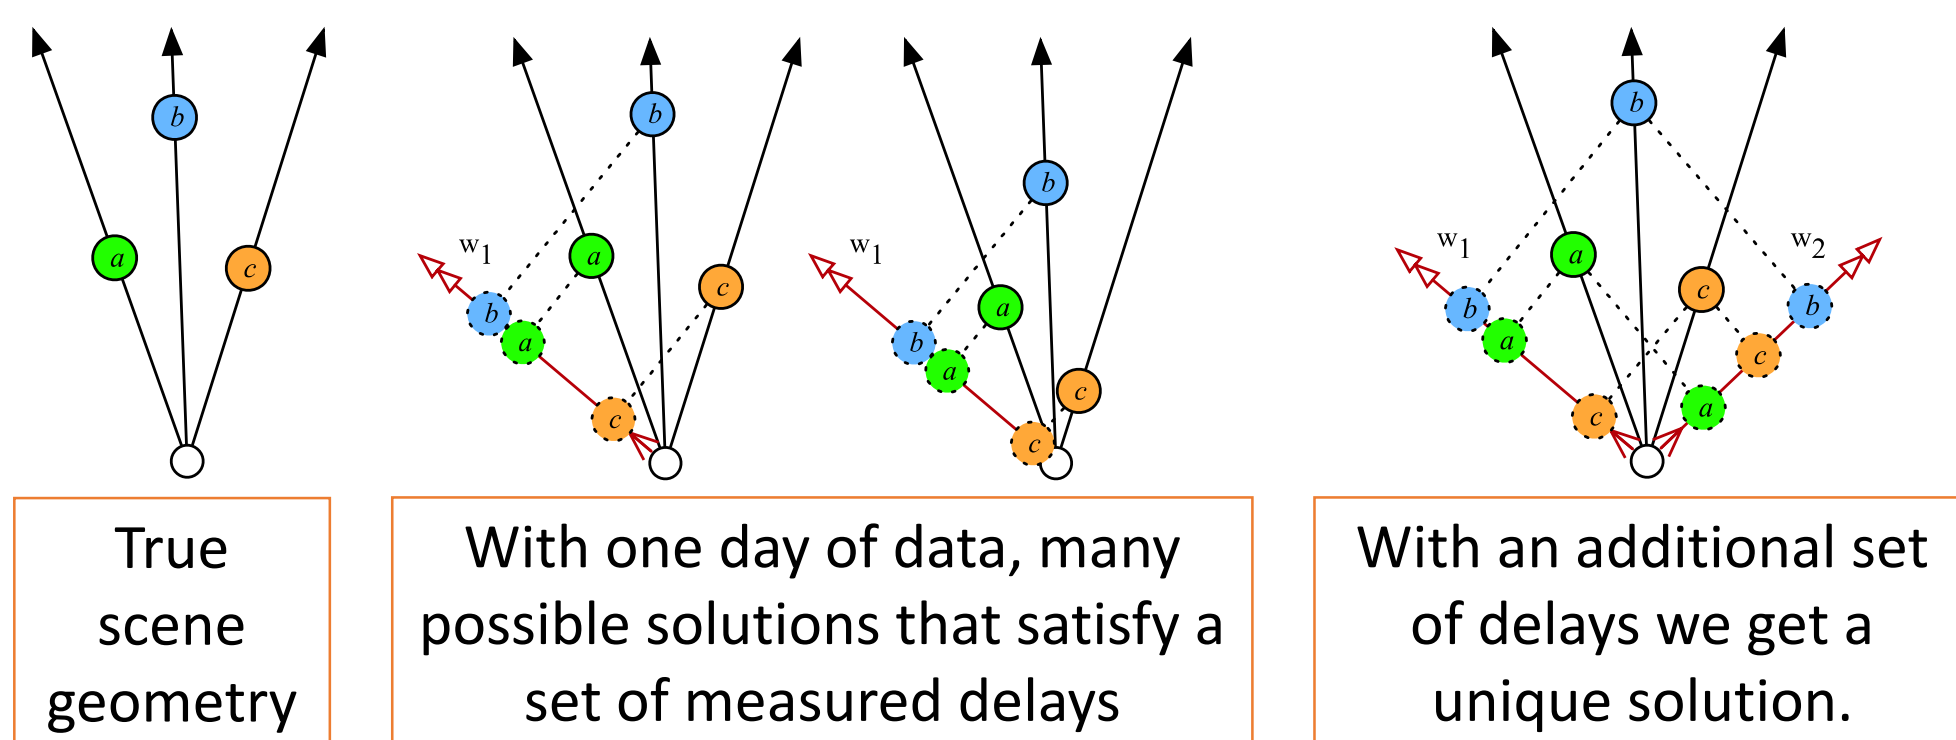 b
a
c
w1
b
a
b
a
c
c
w1
b
a
b
a
c
c
w1
w2
b
a
c
b
a
c
b
c
a
True
scene
geometry
With one day of data, many
possible solutions that satisfy a
set of measured delays
With an additional set
of delays we get a
unique solution.